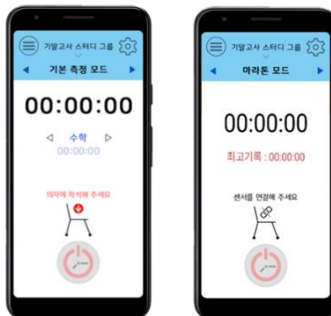 기말고사 스터디 그룹
기본 측정 모드
00:00:00
수학
00:00:00
의자에 착석해 주세요
기말고사 스터디 그룹
마라톤 모드
00:00:00
최고기록 : 00:00:00
센서를 연결해 주세요